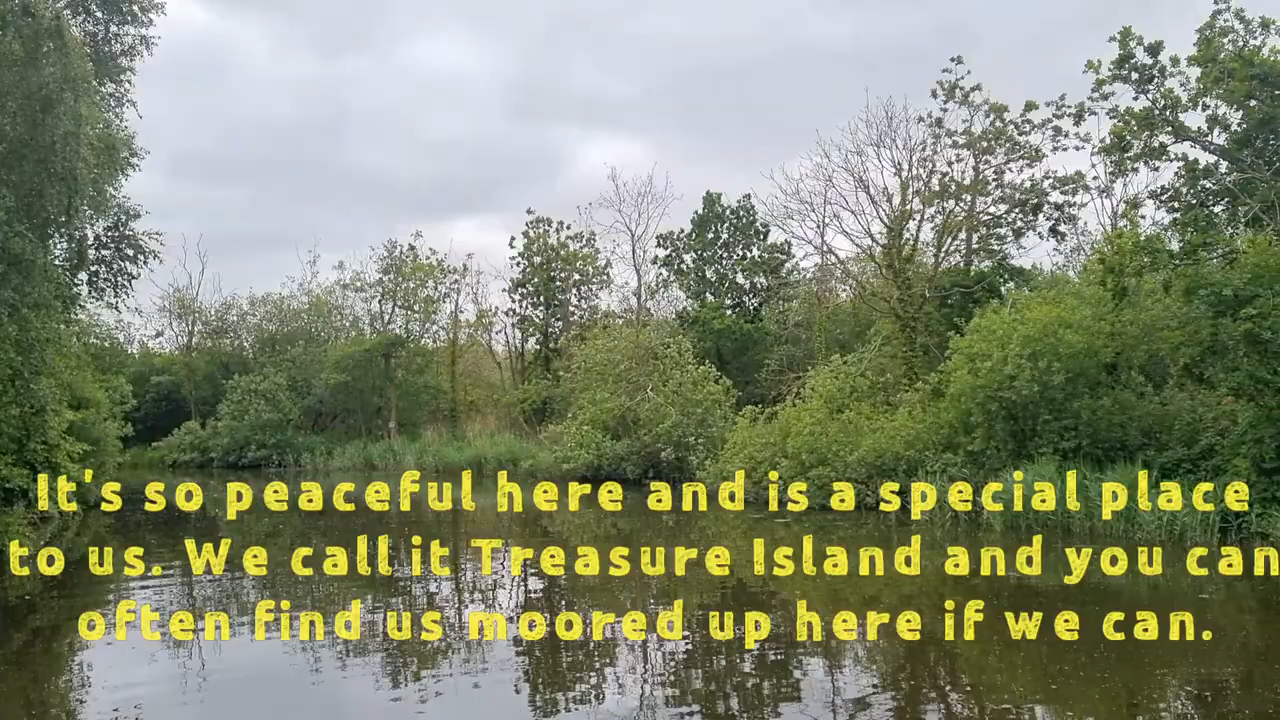 It's so peaceful here and is a special place
to us. We call it Treasure Island and you can
often find us moored up here if we can.